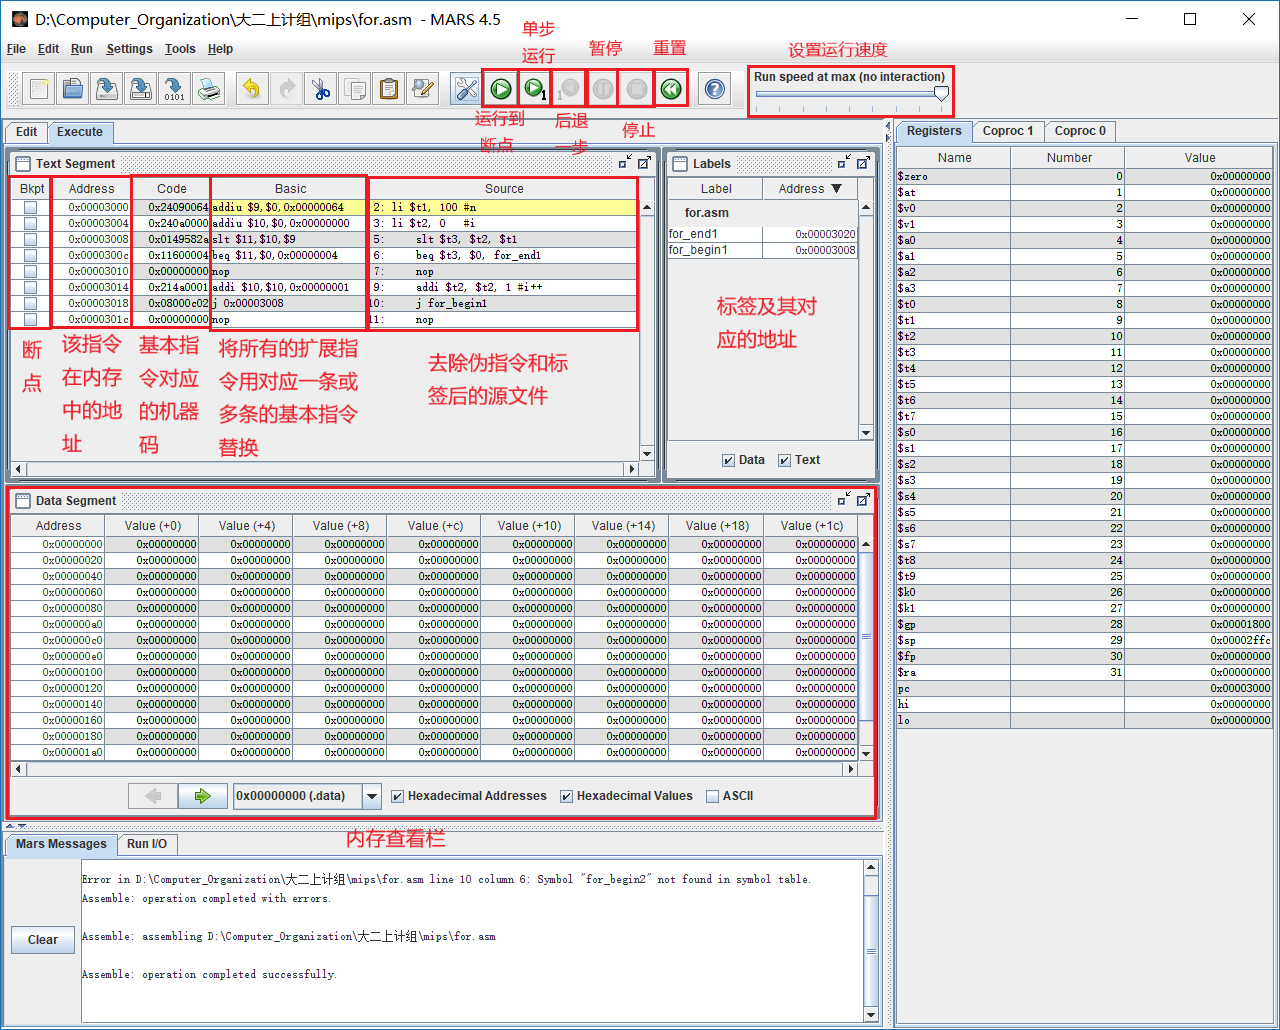 D:\Computer_Organization\大二上计组\mips\for.asm - MARS 4.5
File Edit Run Settings Tools Help
单步
运行
暂停
重置
设置运行速度
Run speed at max (no interaction)
运行到
断点
后退
一步
停止
Edit Execute
Text Segment
Bkpt Address Code Basic Source
0x00003000 0x24090064 addiu $9,$0,0x00000064 2: li $t1, 100 #n
0x00003004 0x240a0000 addiu $10,$0,0x00000000 3: li $t2, 0 #i
0x00003008 0x0149582a slt $11,$10,$9 5: slt $t3, $t2, $t1
0x0000300c 0x11600004 beq $11,$0,0x00000004 6: beq $t3, $0, for_end1
0x00003010 0x00000000 nop 7: nop
0x00003014 0x214a0001 addi $10,$10,0x00000001 9: addi $t2, $t2, 1 #i++
0x00003018 0x08000c02 j 0x00003008 10: j for_begin1
0x0000301c 0x00000000 nop 11: nop
断
点
该指令
在内存
中的地
址
基本指
令对应
的机器
码
将所有的扩展指
令用对应一条或
多条的基本指令
替换
去除伪指令和标
签后的源文件
Labels
Label Address ▼
for.asm
for_end1 0x00003020
for_begin1 0x00003008
标签及其对
应的地址
Data Text
Data Segment
Address Value (+0) Value (+4) Value (+8) Value (+c) Value (+10) Value (+14) Value (+18) Value (+1c)
0x00000000 0x00000000 0x00000000 0x00000000 0x00000000 0x00000000 0x00000000 0x00000000 0x00000000
0x00000020 0x00000000 0x00000000 0x00000000 0x00000000 0x00000000 0x00000000 0x00000000 0x00000000
0x00000040 0x00000000 0x00000000 0x00000000 0x00000000 0x00000000 0x00000000 0x00000000 0x00000000
0x00000060 0x00000000 0x00000000 0x00000000 0x00000000 0x00000000 0x00000000 0x00000000 0x00000000
0x00000080 0x00000000 0x00000000 0x00000000 0x00000000 0x00000000 0x00000000 0x00000000 0x00000000
0x000000a0 0x00000000 0x00000000 0x00000000 0x00000000 0x00000000 0x00000000 0x00000000 0x00000000
0x000000c0 0x00000000 0x00000000 0x00000000 0x00000000 0x00000000 0x00000000 0x00000000 0x00000000
0x000000e0 0x00000000 0x00000000 0x00000000 0x00000000 0x00000000 0x00000000 0x00000000 0x00000000
0x00000100 0x00000000 0x00000000 0x00000000 0x00000000 0x00000000 0x00000000 0x00000000 0x00000000
0x00000120 0x00000000 0x00000000 0x00000000 0x00000000 0x00000000 0x00000000 0x00000000 0x00000000
0x00000140 0x00000000 0x00000000 0x00000000 0x00000000 0x00000000 0x00000000 0x00000000 0x00000000
0x00000160 0x00000000 0x00000000 0x00000000 0x00000000 0x00000000 0x00000000 0x00000000 0x00000000
0x00000180 0x00000000 0x00000000 0x00000000 0x00000000 0x00000000 0x00000000 0x00000000 0x00000000
0x000001a0 0x00000000 0x00000000 0x00000000 0x00000000 0x00000000 0x00000000 0x00000000 0x00000000
0x00000000 (.data) Hexadecimal Addresses Hexadecimal Values ASCII
内存查看栏
Mars Messages Run I/O
Error in D:\Computer_Organization\大二上计组\mips\for.asm line 10 column 6: Symbol "for_begin2" not found in symbol table.
Assemble: operation completed with errors.
Assemble: assembling D:\Computer_Organization\大二上计组\mips\for.asm
Assemble: operation completed successfully.
Clear
Registers Coproc 1 Coproc 0
Name Number Value
$zero 0 0x00000000
$at 1 0x00000000
$v0 2 0x00000000
$v1 3 0x00000000
$a0 4 0x00000000
$a1 5 0x00000000
$a2 6 0x00000000
$a3 7 0x00000000
$t0 8 0x00000000
$t1 9 0x00000000
$t2 10 0x00000000
$t3 11 0x00000000
$t4 12 0x00000000
$t5 13 0x00000000
$t6 14 0x00000000
$t7 15 0x00000000
$s0 16 0x00000000
$s1 17 0x00000000
$s2 18 0x00000000
$s3 19 0x00000000
$s4 20 0x00000000
$s5 21 0x00000000
$s6 22 0x00000000
$s7 23 0x00000000
$t8 24 0x00000000
$t9 25 0x00000000
$k0 26 0x00000000
$k1 27 0x00000000
$gp 28 0x00001800
$sp 29 0x00002ffc
$fp 30 0x00000000
$ra 31 0x00000000
pc 0x00003000
hi 0x00000000
lo 0x00000000